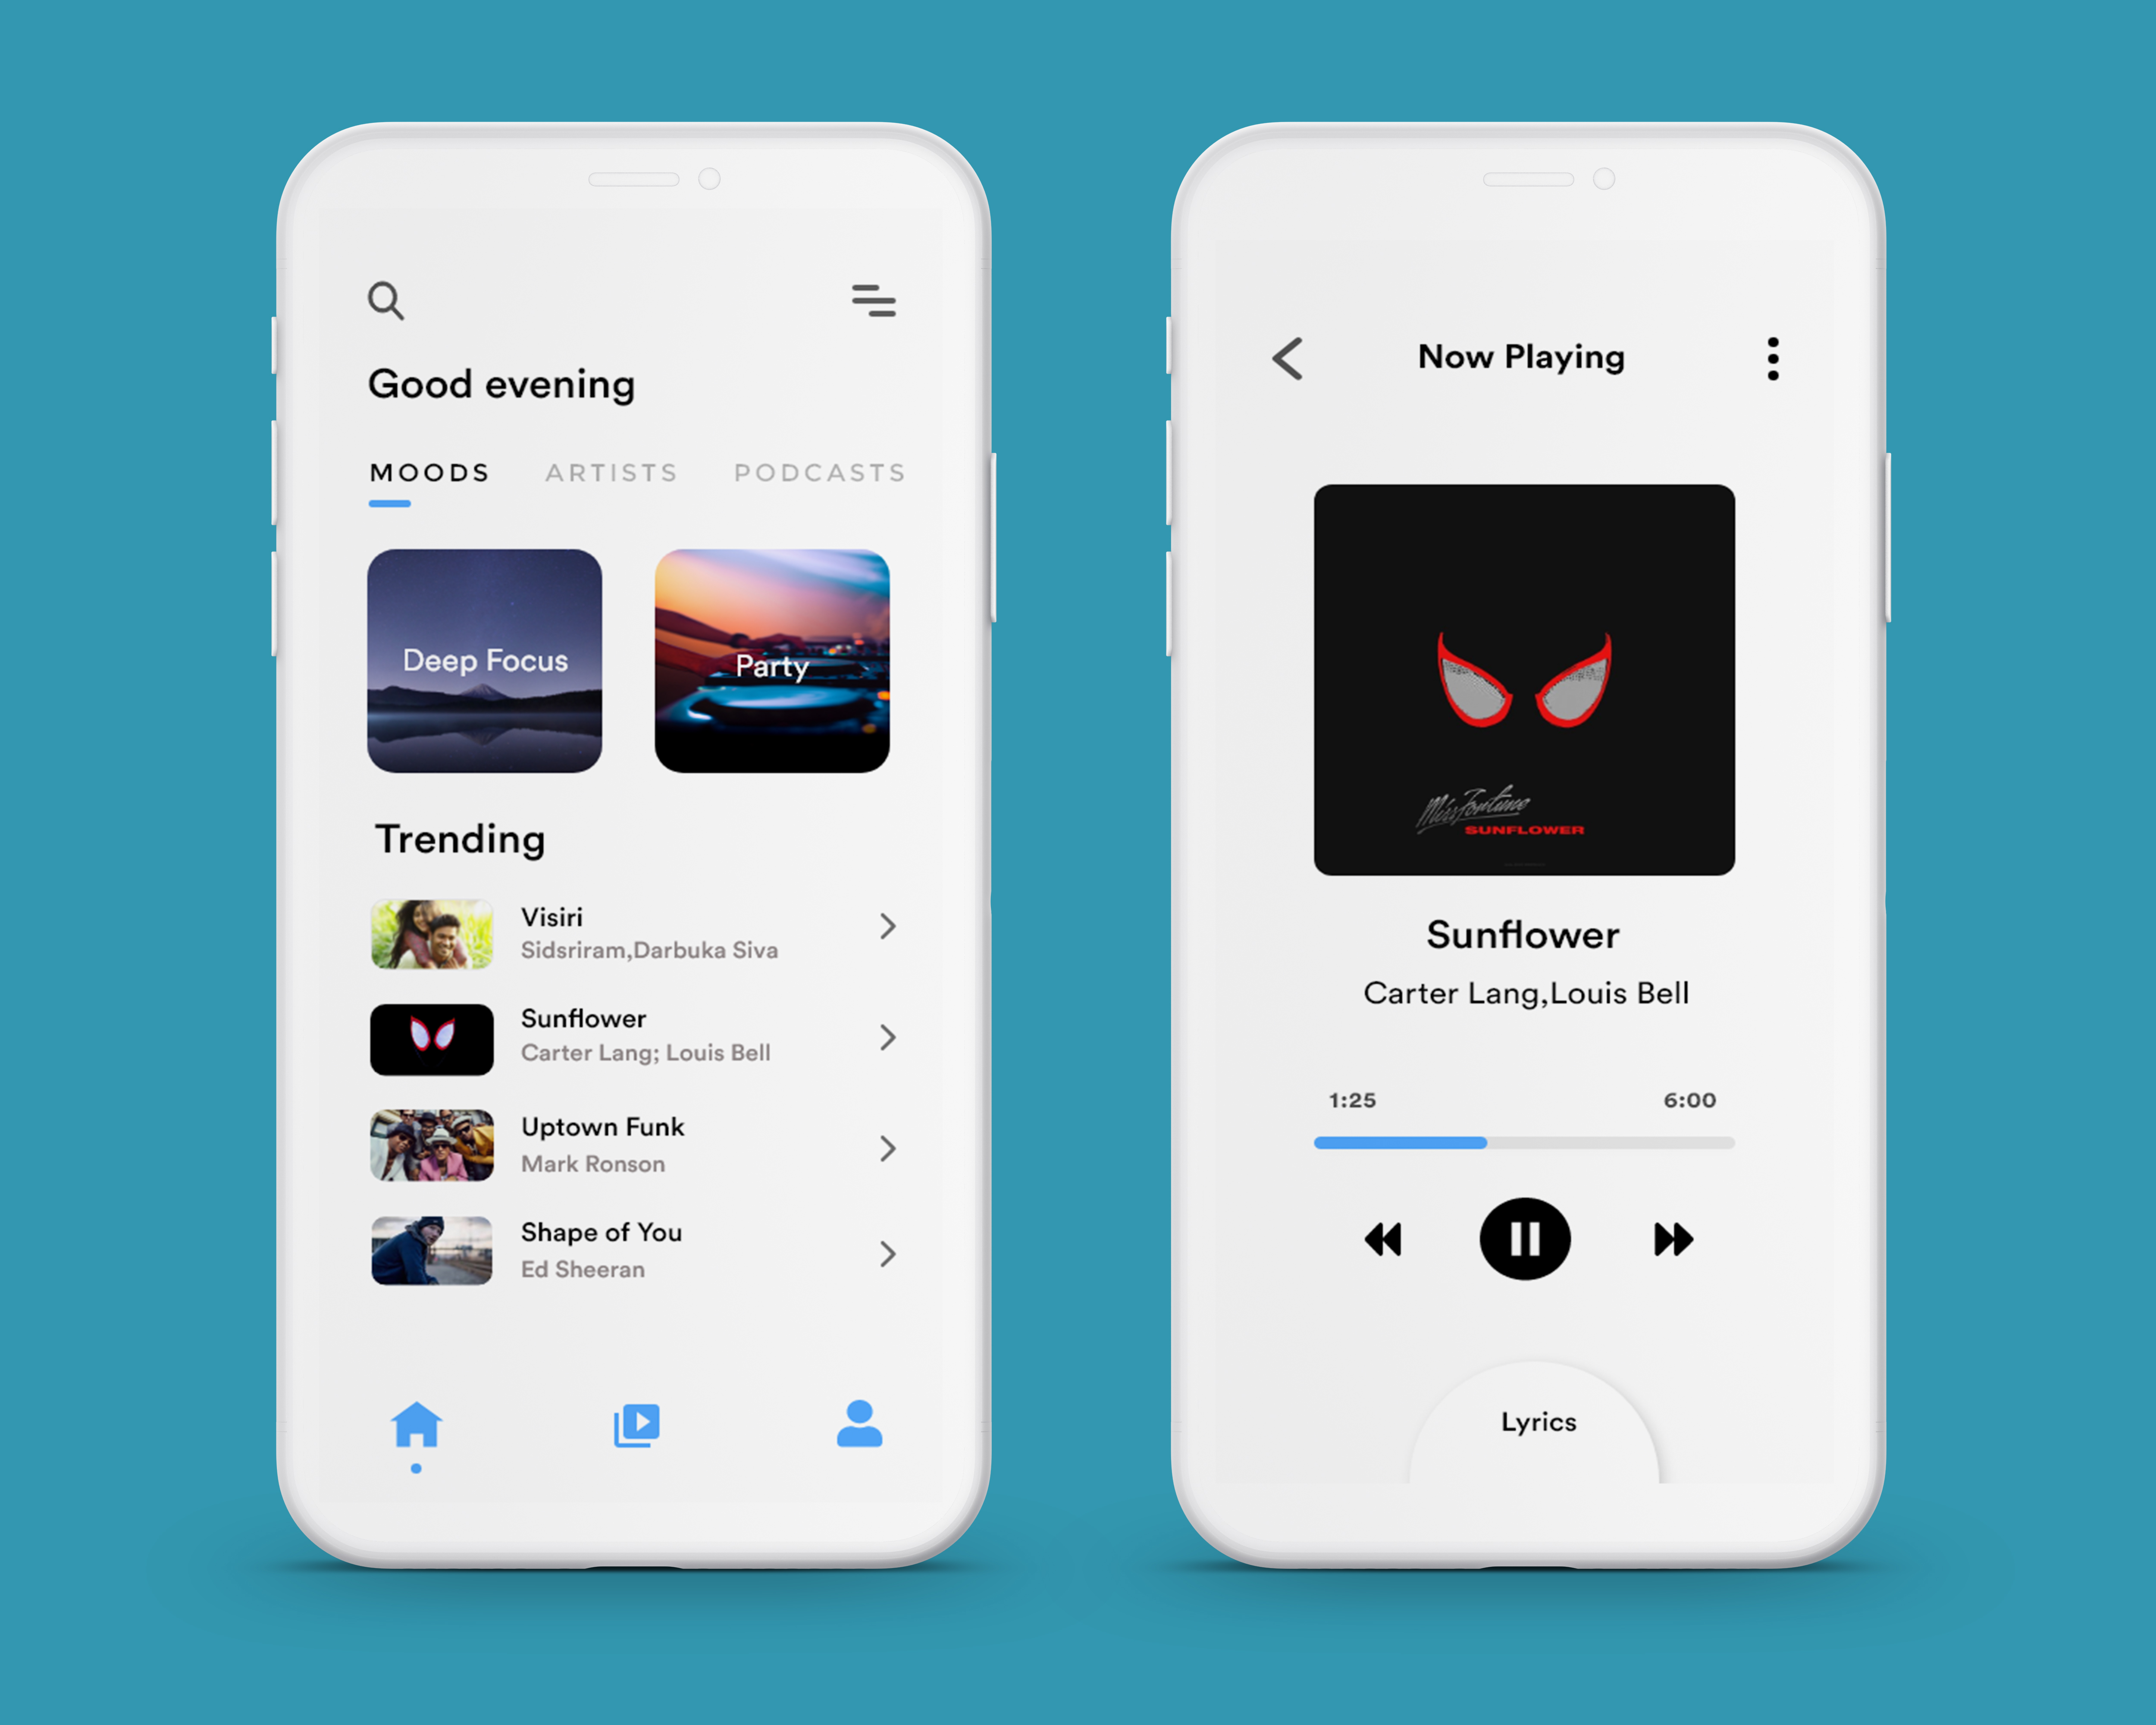 Good evening
MOODS ARTISTS PODCASTS
Deep Focus Party
Trending
Visiri
Sidsriram,Darbuka Siva
Sunflower
Carter Lang; Louis Bell
Uptown Funk
Mark Ronson
Shape of You
Ed Sheeran
Now Playing
MissFortune
SUNFLOWER
Sunflower
Carter Lang,Louis Bell
1:25 6:00
Lyrics